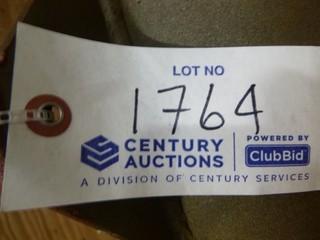 LOT NO
1764
CENTURY AUCTIONS
POWERED BY
ClubBid
A DIVISION OF CENTURY SERVICES